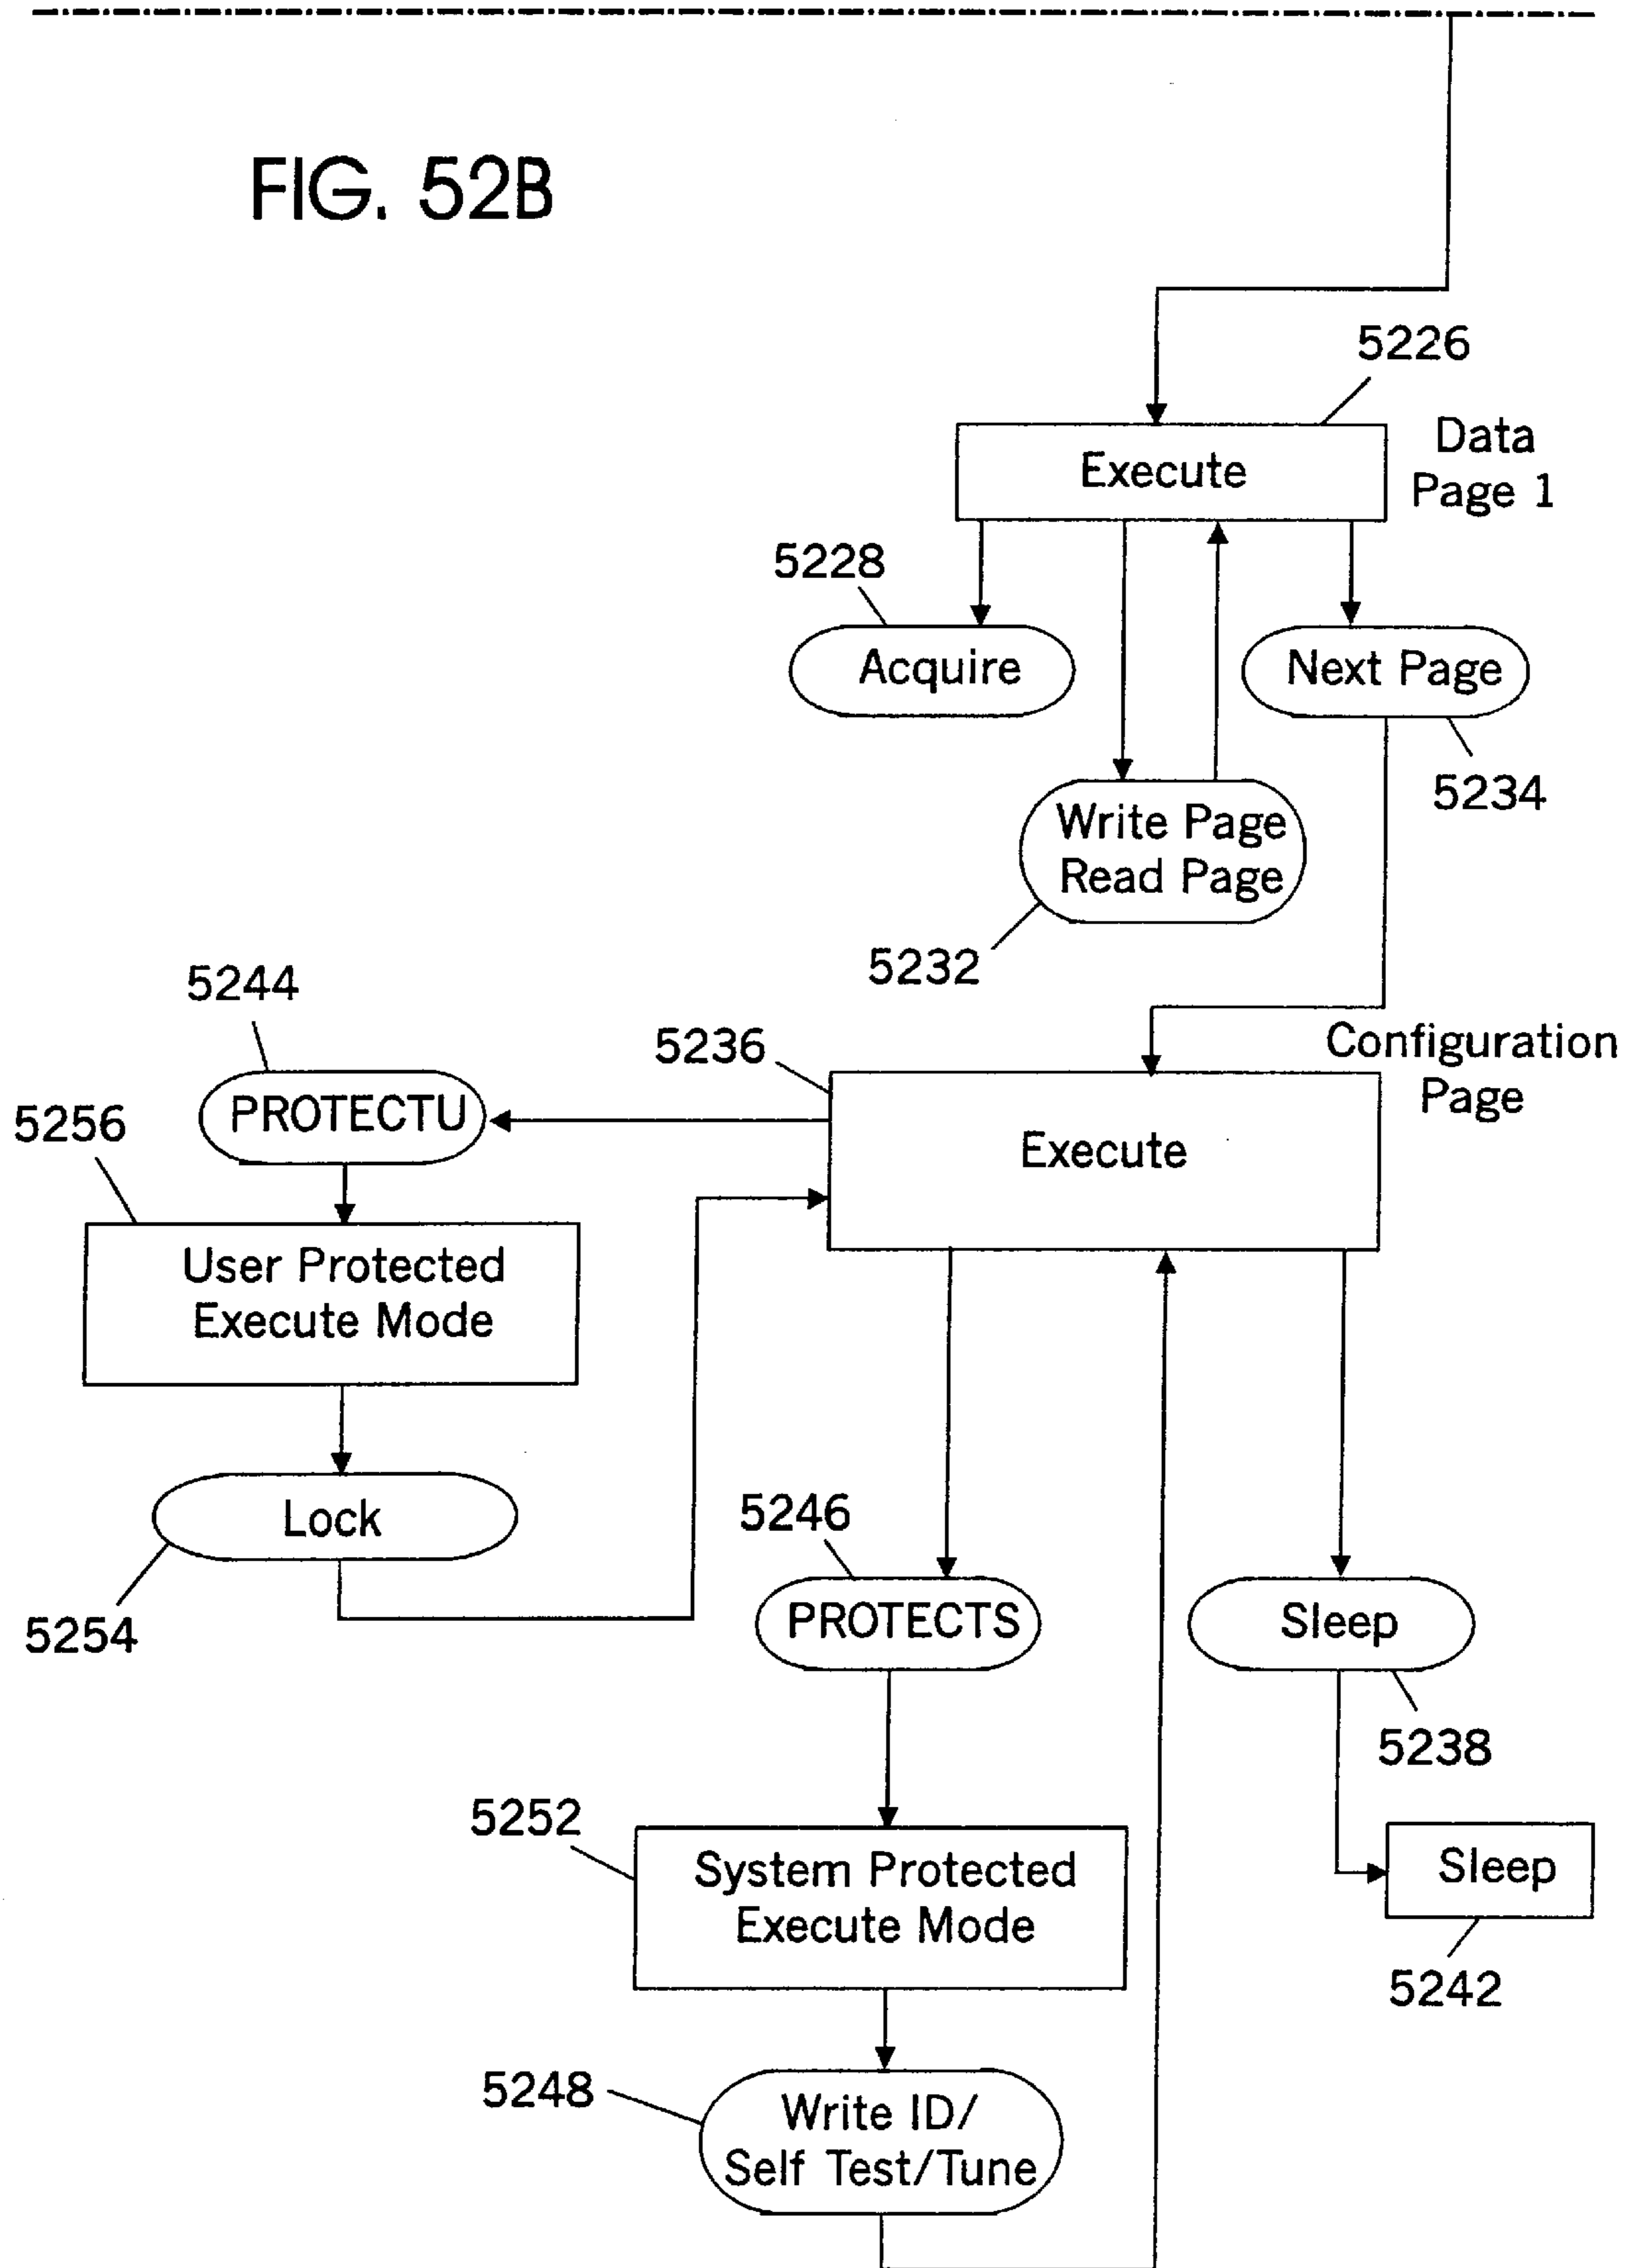 FIG. 52B
5226
Execute
Data
Page 1
5228
Acquire
Next Page
5234
Write Page
Read Page
5232
5244
5236
Configuration
Page
PROTECTU
5256
Execute
User Protected
Execute Mode
Lock
5254
5246
PROTECTS
Sleep
5238
5252
System Protected
Execute Mode
Sleep
5242
5248
Write ID/
Self Test/Tune